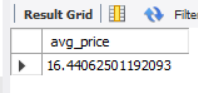 Result Grid Filte
avg_price
16.44062501192093